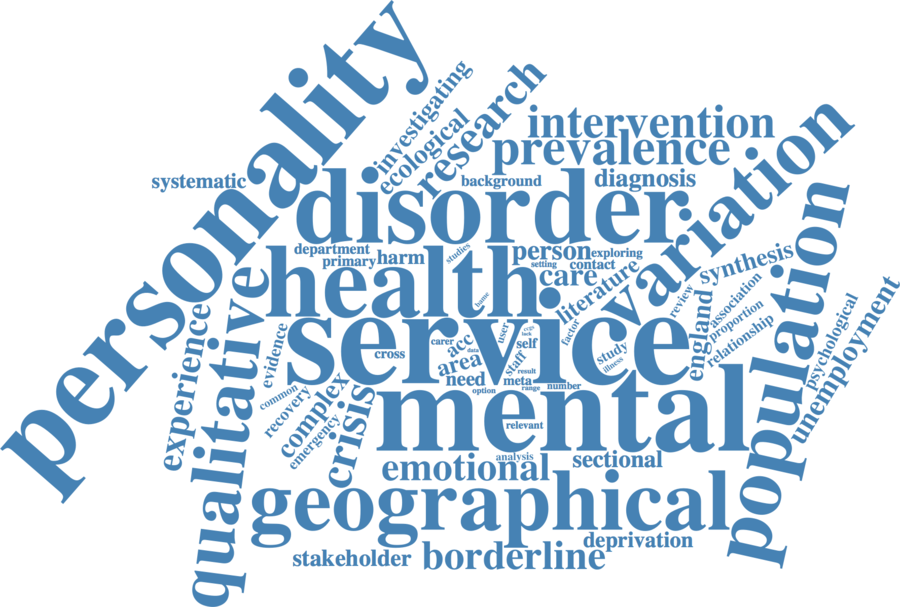 personality
investigating
ecological
research
intervention
prevalence
variation
systematic
background
diagnosis
disorder
department
primary
harm
studies
person
exploring
setting
contact
care
health
literature
synthesis
population
qualitative
experience
evidence
service
cross
carer
acc
data
area
user
lack
self
staff
result
factor
study
illness
review
england
association
proportion
relationship
psychological
unemployment
common
recovery
complex
emergency
crisis
need
option
meta
range
number
mental
relevant
analysis
emotional
sectional
geographical
deprivation
stakeholder
borderline